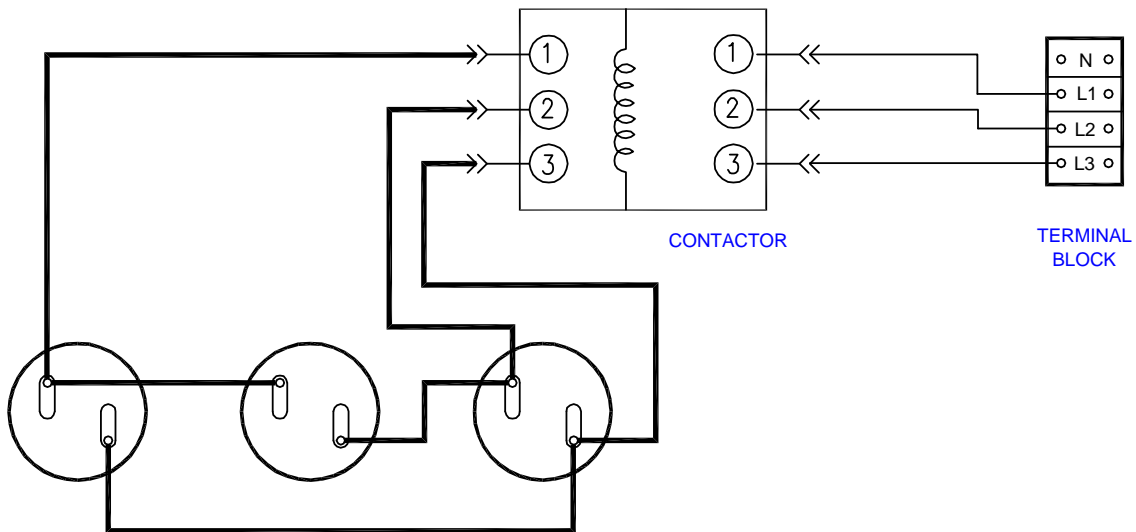 1 1 N
L1
2 2 L2
3 3 L3
CONTACTOR
TERMINAL
BLOCK